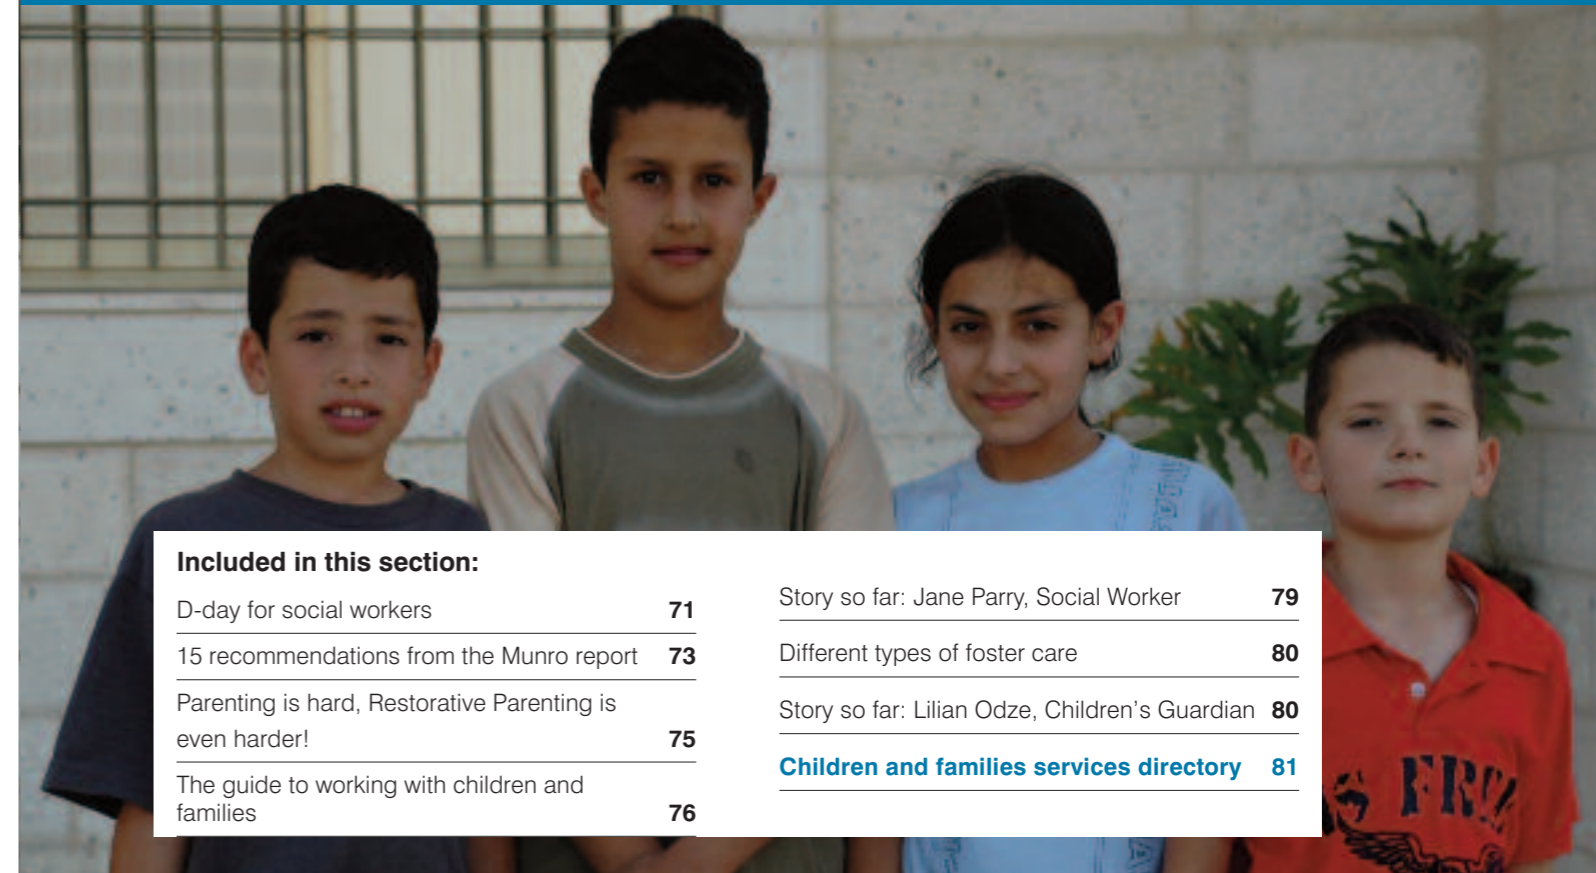 Included in this section:
D-day for social workers 71
15 recommendations from the Munro report 73
Parenting is hard, Restorative Parenting is
even harder! 75
The guide to working with children and
families 76
Story so far: Jane Parry, Social Worker 79
Different types of foster care 80
Story so far: Lilian Odze, Children’s Guardian 80
Children and families services directory 81